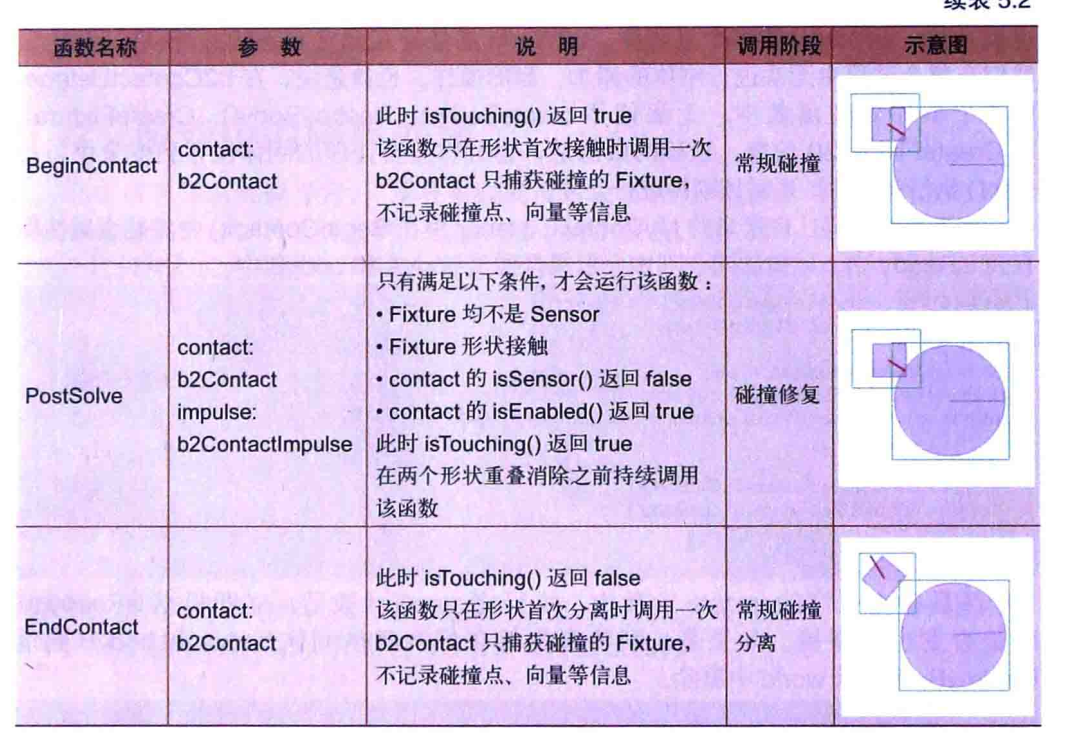 续表 5.2
函数名称 参 数 说 明 调用阶段 示意图
BeginContact
contact:
b2Contact
此时 isTouching() 返回 true
该函数只在形状首次接触时调用一次
b2Contact 只捕获碰撞的 Fixture，
不记录碰撞点、向量等信息
常规碰撞
PostSolve
contact:
b2Contact
impulse:
b2ContactImpulse
只有满足以下条件，才会运行该函数：
• Fixture 均不是 Sensor
• Fixture 形状接触
• contact 的 isSensor() 返回 false
• contact 的 isEnabled() 返回 true
此时 isTouching() 返回 true
在两个形状重叠消除之前持续调用
该函数
碰撞修复
EndContact
contact:
b2Contact
此时 isTouching() 返回 false
该函数只在形状首次分离时调用一次
b2Contact 只捕获碰撞的 Fixture，
不记录碰撞点、向量等信息
常规碰撞
分离